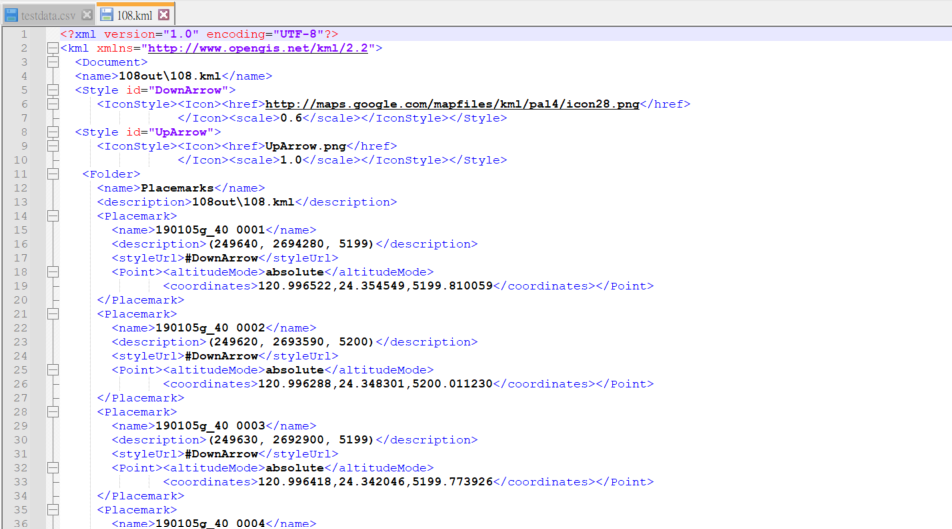 testdata.csv 108.kml
1 <?xml version="1.0" encoding="UTF-8"?>
2 <kml xmlns="http://www.opengis.net/kml/2.2">
3 <Document>
4 <name>108out\108.kml</name>
5 <Style id="DownArrow">
6 <IconStyle><Icon><href>http://maps.google.com/mapfiles/kml/pal4/icon28.png</href>
7 </Icon><scale>0.6</scale></IconStyle></Style>
8 <Style id="UpArrow">
9 <IconStyle><Icon><href>UpArrow.png</href>
10 </Icon><scale>1.0</scale></IconStyle></Style>
11 <Folder>
12 <name>Placemarks</name>
13 <description>108out\108.kml</description>
14 <Placemark>
15 <name>190105g_40 0001</name>
16 <description>(249640, 2694280, 5199)</description>
17 <styleUrl>#DownArrow</styleUrl>
18 <Point><altitudeMode>absolute</altitudeMode>
19 <coordinates>120.996522,24.354549,5199.810059</coordinates></Point>
20 </Placemark>
21 <Placemark>
22 <name>190105g_40 0002</name>
23 <description>(249620, 2693590, 5200)</description>
24 <styleUrl>#DownArrow</styleUrl>
25 <Point><altitudeMode>absolute</altitudeMode>
26 <coordinates>120.996288,24.348301,5200.011230</coordinates></Point>
27 </Placemark>
28 <Placemark>
29 <name>190105g_40 0003</name>
30 <description>(249630, 2692900, 5199)</description>
31 <styleUrl>#DownArrow</styleUrl>
32 <Point><altitudeMode>absolute</altitudeMode>
33 <coordinates>120.996418,24.342046,5199.773926</coordinates></Point>
34 </Placemark>
35 <Placemark>
36 <name>190105g_40 0004</name>